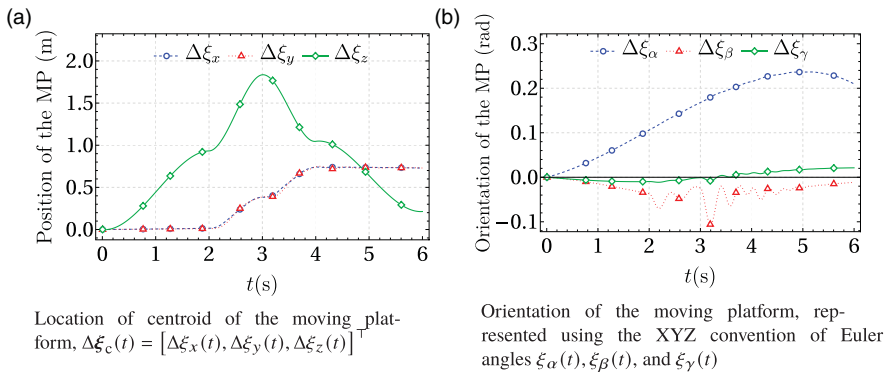 (a)
Δξx Δξy Δξz
Position of the MP (m)
2.0
1.5
1.0
0.5
0.0
0 1 2 3 4 5 6
t(s)
Location of centroid of the moving plat-
form, Δξc(t) = [Δξx(t), Δξy(t), Δξz(t)]⊤
(b)
Δξα Δξβ Δξγ
Orientation of the MP (rad)
0.3
0.2
0.1
0.0
−0.1
0 1 2 3 4 5 6
t(s)
Orientation of the moving platform, rep-
resented using the XYZ convention of Euler
angles ξα(t), ξβ(t), and ξγ(t)